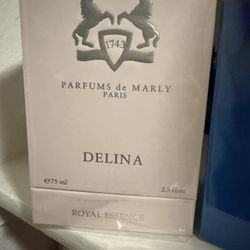 1743
PARFUMS de MARLY
PARIS
DELINA
℮ 75 ml 2.5 fl.oz
ROYAL ESSENCE